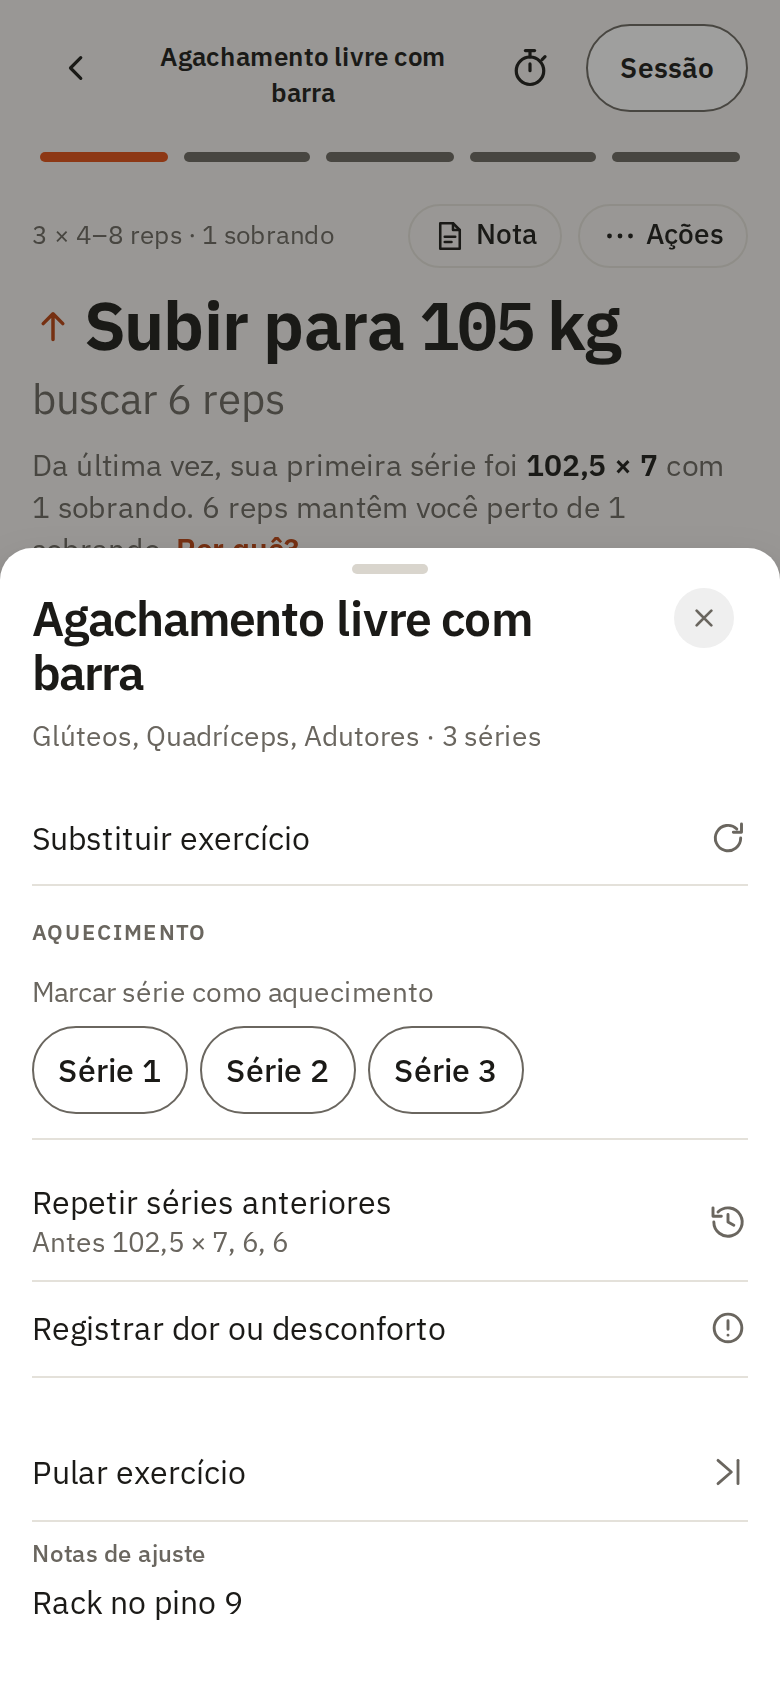 Agachamento livre com
barra
Sessão
3 × 4–8 reps · 1 sobrando
Nota
Ações
Subir para 105 kg
buscar 6 reps
Da última vez, sua primeira série foi 102,5 × 7 com
1 sobrando. 6 reps mantêm você perto de 1
sobrando. Por quê?
Agachamento livre com
barra
Glúteos, Quadríceps, Adutores · 3 séries
Substituir exercício
AQUECIMENTO
Marcar série como aquecimento
Série 1
Série 2
Série 3
Repetir séries anteriores
Antes 102,5 × 7, 6, 6
Registrar dor ou desconforto
Pular exercício
Notas de ajuste
Rack no pino 9